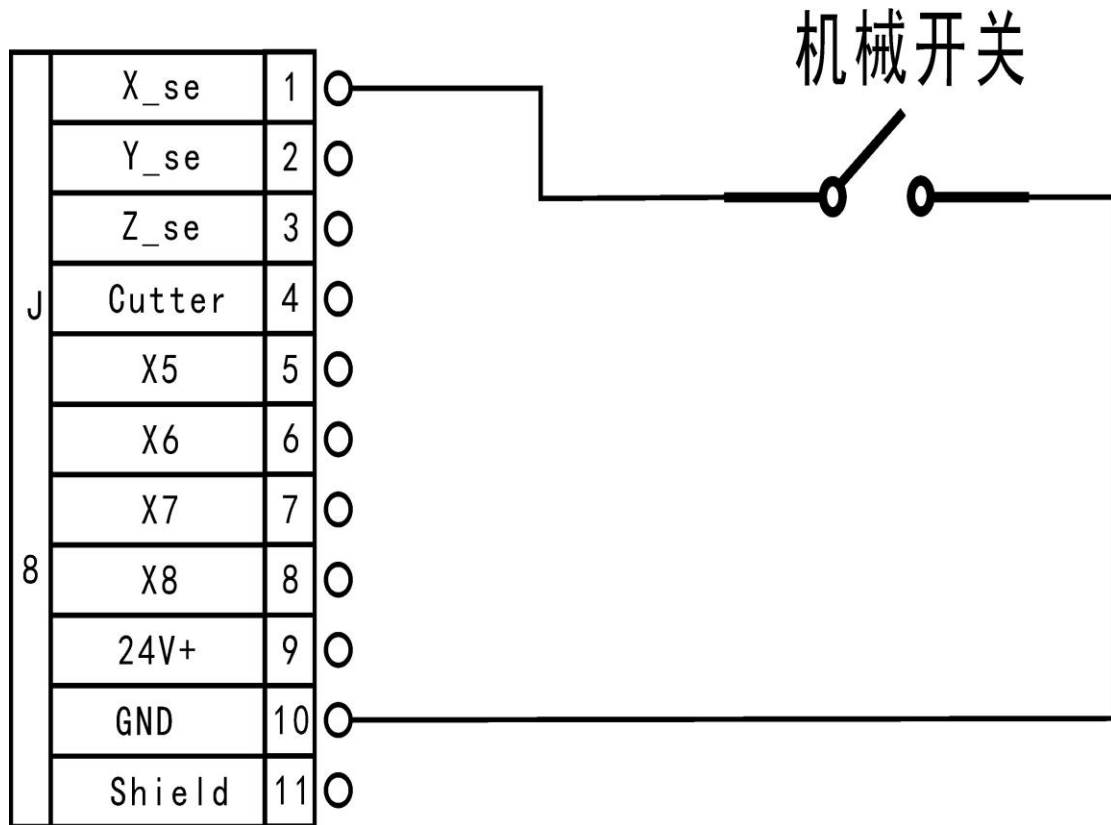 机械开关
X_se 1
Y_se 2
Z_se 3
J
Cutter 4
X5 5
X6 6
X7 7
8
X8 8
24V+ 9
GND 10
Shield 11